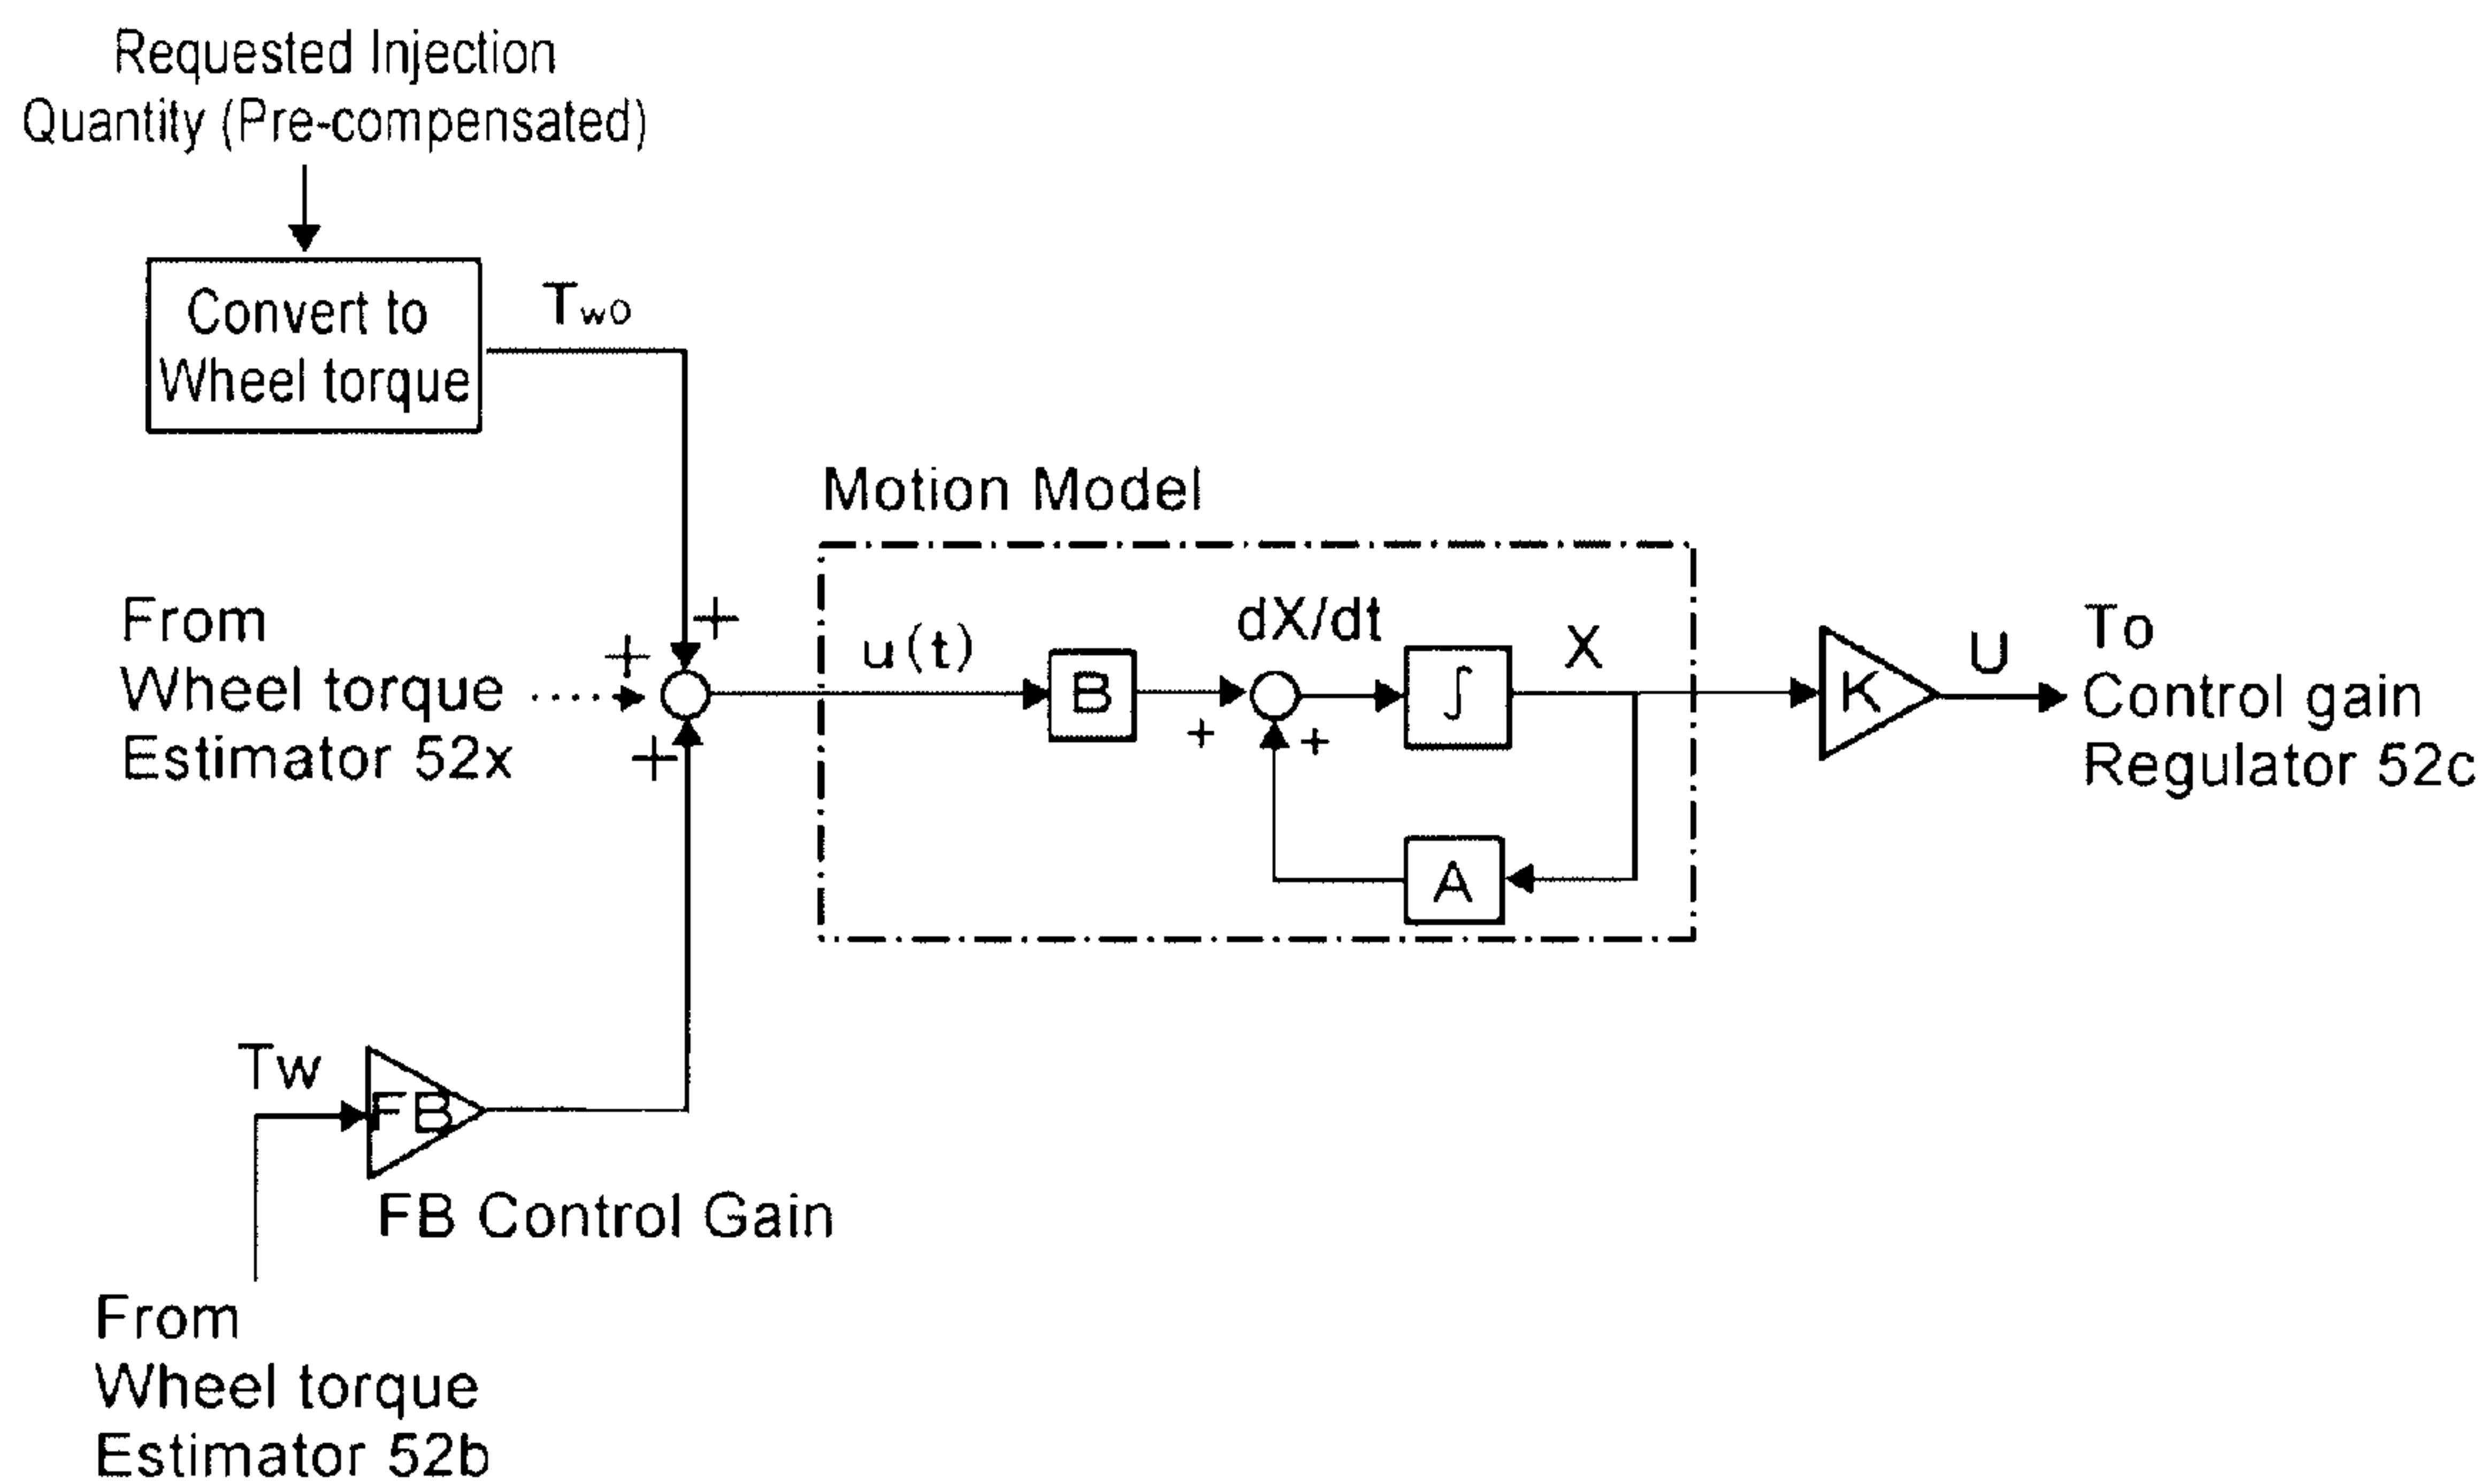 Requested Injection
Quantity (Pre-compensated)
Convert to
Wheel torque
Two
Motion Model
From
Wheel torque
Estimator 52x
+
+
+
u(t)
B
dX/dt
+
+
∫
X
A
K
U
To
Control gain
Regulator 52c
Tw
FB
FB Control Gain
From
Wheel torque
Estimator 52b